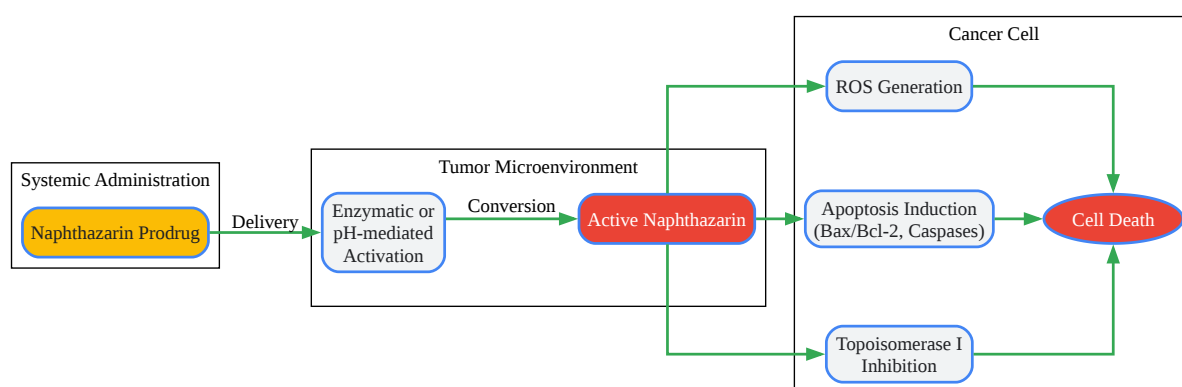 Systemic Administration
Naphthazarin Prodrug
Delivery
Tumor Microenvironment
Enzymatic or
pH-mediated
Activation
Conversion
Active Naphthazarin
Cancer Cell
ROS Generation
Apoptosis Induction
(Bax/Bcl-2, Caspases)
Topoisomerase I
Inhibition
Cell Death